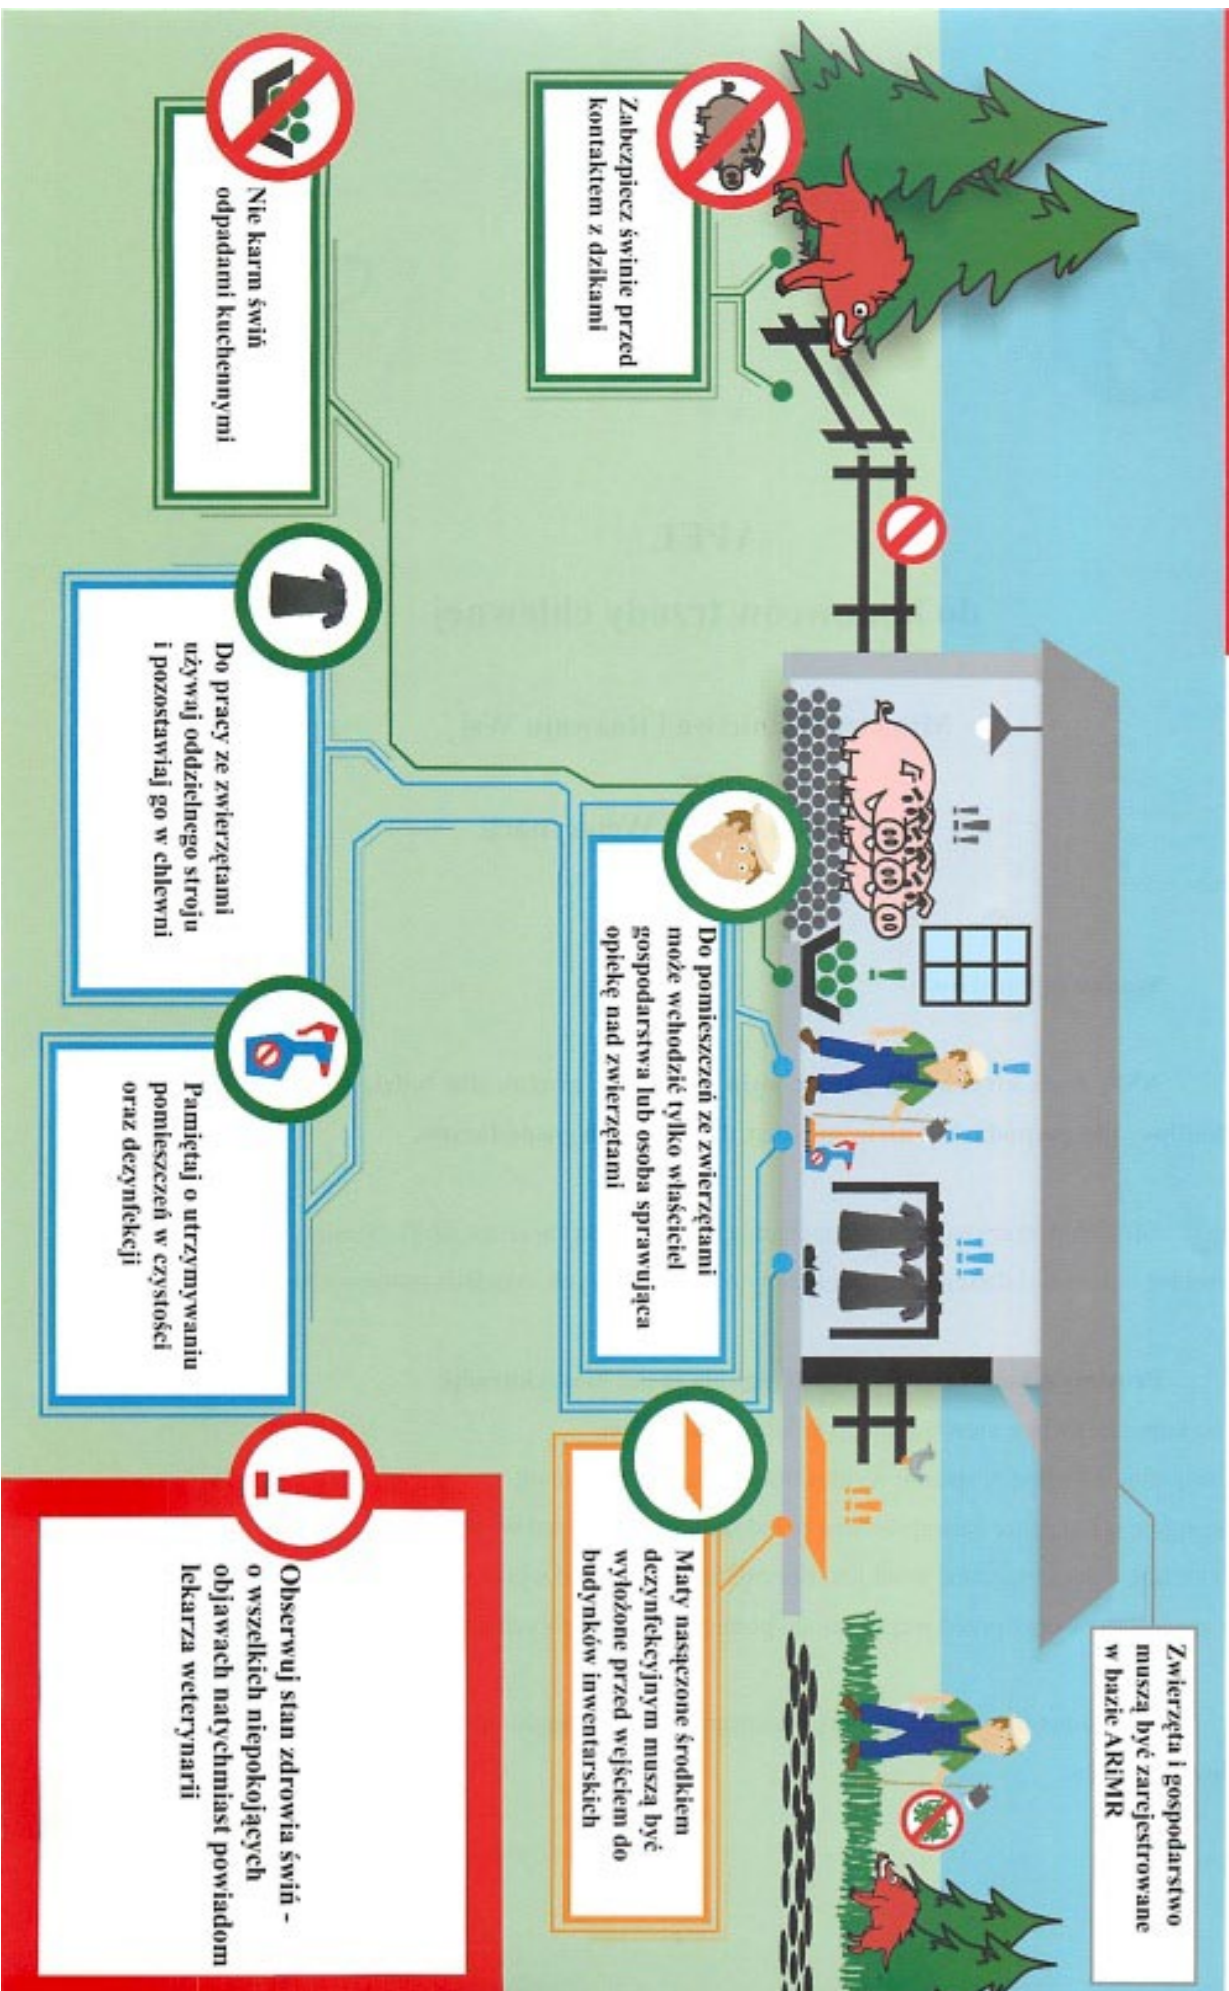 Zwierzęta i gospodarstwo
muszą być zarejestrowane
w bazie ARiMR
Zabezpiecz świnie przed
kontaktem z dzikami
Do pomieszczeń ze zwierzętami
może wchodzić tylko właściciel
gospodarstwa lub osoba sprawująca
opiekę nad zwierzętami
Maty nasączone środkiem
dezynfekcyjnym muszą być
wyłożone przed wejściem do
budynków inwentarskich
Nie karm świń
odpadami kuchennymi
Do pracy ze zwierzętami
używaj oddzielnego stroju
i pozostawiaj go w chlewni
Pamiętaj o utrzymywaniu
pomieszczeń w czystości
oraz dezynfekcji
Obserwuj stan zdrowia świń -
o wszelkich niepokojących
objawach natychmiast powiadom
lekarza weterynarii